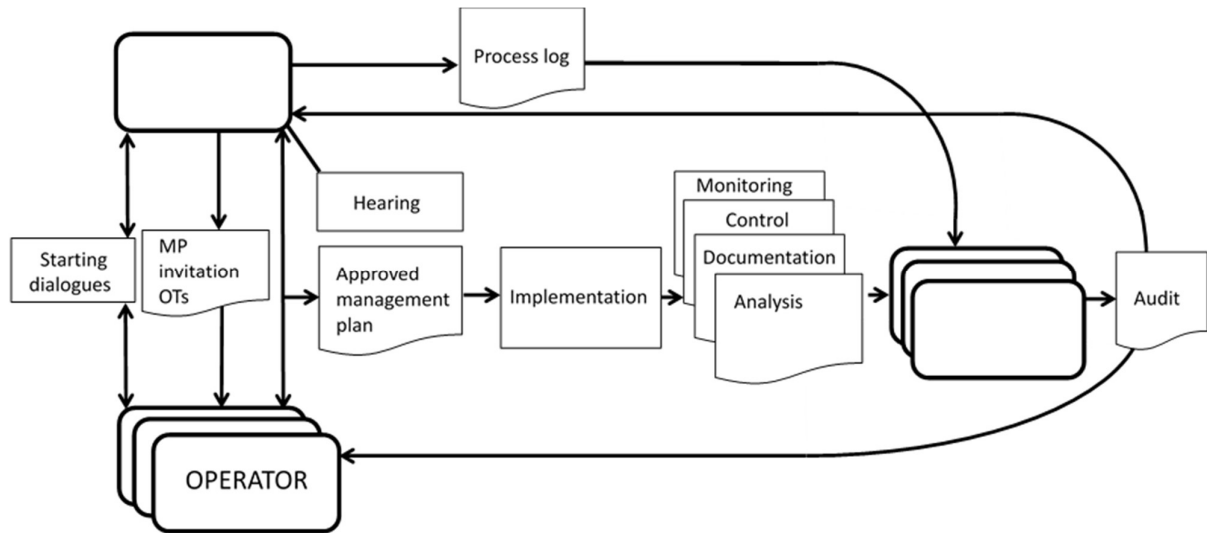 Process log
Hearing
Monitoring
Control
Documentation
Analysis
Starting
dialogues
MP
invitation
OTs
Approved
management
plan
Implementation
Audit
OPERATOR